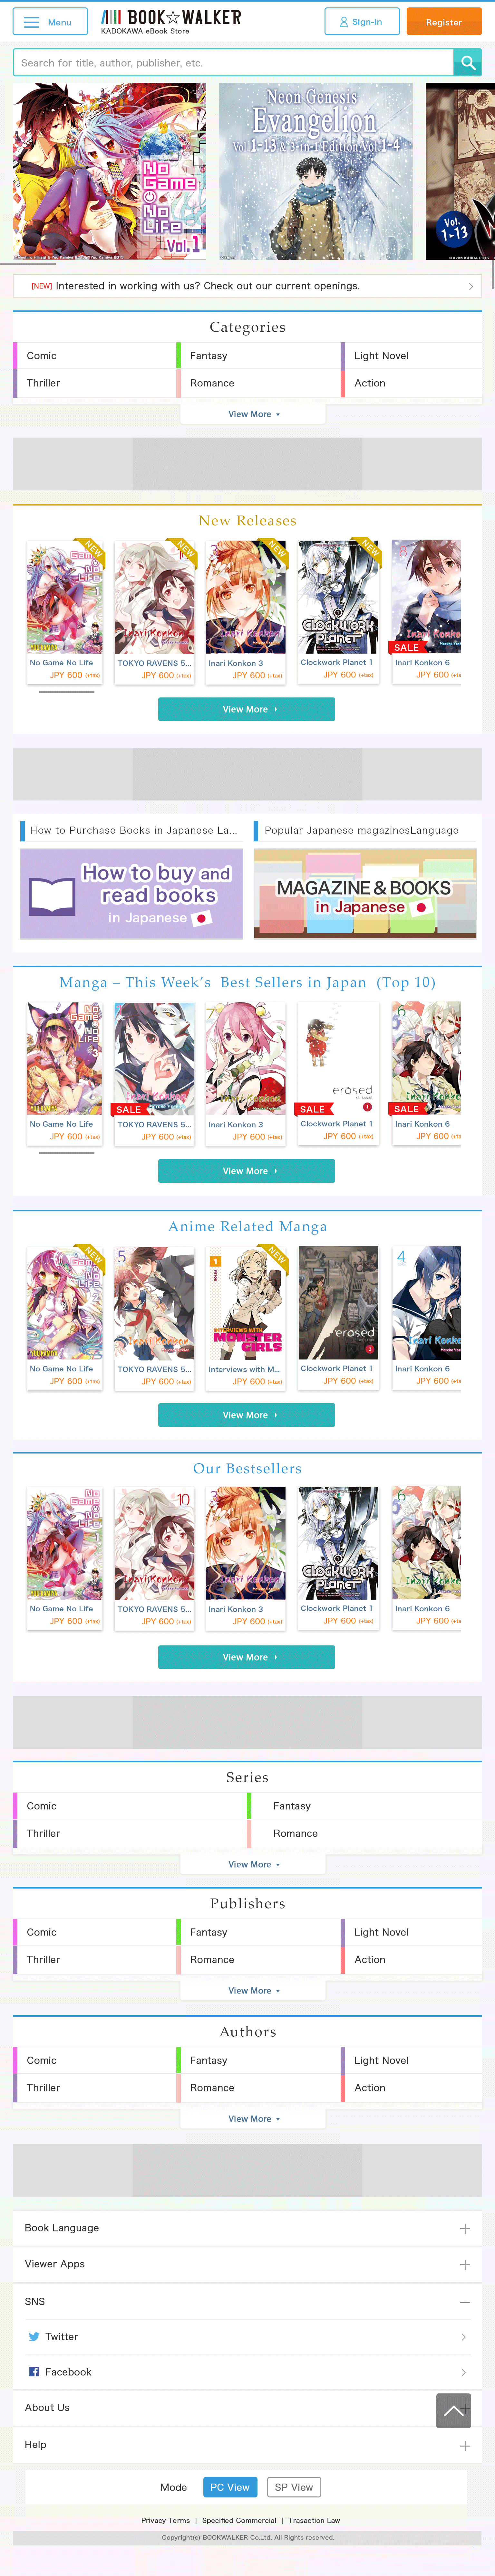 Menu
BOOK☆WALKER
KADOKAWA eBook Store
Sign-in
Register
Search for title, author, publisher, etc.
No Game No Life
Vol.1
Neon Genesis
Evangelion
Vol 1-13 & 3-in-1 Edition Vol 1-4
Vol.
1-13
[NEW] Interested in working with us? Check out our current openings.
Categories
Comic
Fantasy
Light Novel
Thriller
Romance
Action
View More
New Releases
NEW
NEW
NEW
NEW
SALE
No Game No Life
JPY 600 (+tax)
TOKYO RAVENS 5...
JPY 600 (+tax)
Inari Konkon 3
JPY 600 (+tax)
Clockwork Planet 1
JPY 600 (+tax)
Inari Konkon 6
JPY 600
View More
How to Purchase Books in Japanese La...
Popular Japanese magazinesLanguage
How to buy and
read books
in Japanese
MAGAZINE & BOOKS
in Japanese
Manga – This Week's Best Sellers in Japan (Top 10)
SALE
erased
SALE
SALE
No Game No Life
JPY 600 (+tax)
TOKYO RAVENS 5...
JPY 600 (+tax)
Inari Konkon 3
JPY 600 (+tax)
Clockwork Planet 1
JPY 600 (+tax)
Inari Konkon 6
JPY 600
View More
Anime Related Manga
NEW
5
Inari Konkon
NEW
1
INTERVIEWS WITH
MONSTER
GIRLS
erased
2
4
No Game No Life
JPY 600 (+tax)
TOKYO RAVENS 5...
JPY 600 (+tax)
Interviews with M...
JPY 600 (+tax)
Clockwork Planet 1
JPY 600 (+tax)
Inari Konkon 6
JPY 600
View More
Our Bestsellers
10
Inari Konkon
3
CLOCKWORK
PLANET
6
No Game No Life
JPY 600 (+tax)
TOKYO RAVENS 5...
JPY 600 (+tax)
Inari Konkon 3
JPY 600 (+tax)
Clockwork Planet 1
JPY 600 (+tax)
Inari Konkon 6
JPY 600
View More
Series
Comic
Fantasy
Thriller
Romance
View More
Publishers
Comic
Fantasy
Light Novel
Thriller
Romance
Action
View More
Authors
Comic
Fantasy
Light Novel
Thriller
Romance
Action
View More
Book Language
Viewer Apps
SNS
Twitter
Facebook
About Us
Help
Mode
PC View
SP View
Privacy Terms | Specified Commercial | Trasaction Law
Copyright(c) BOOKWALKER Co.Ltd. All Rights reserved.